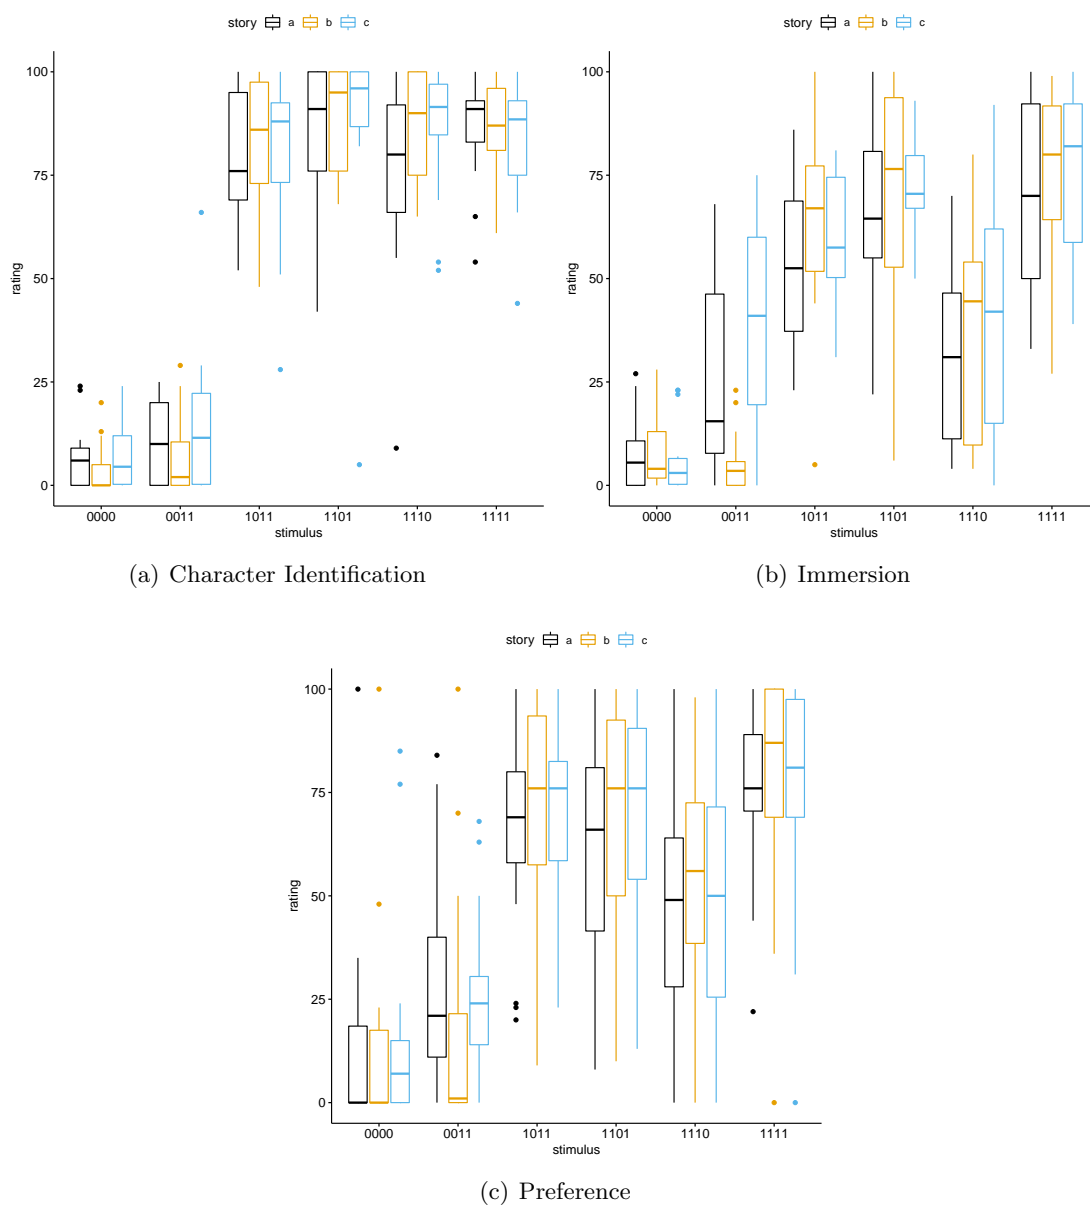 story a b c
100
75
50
25
0
rating
0000 0011 1011 1101 1110 1111
stimulus
(a) Character Identification
story a b c
100
75
50
25
0
rating
0000 0011 1011 1101 1110 1111
stimulus
(b) Immersion
story a b c
100
75
50
25
0
rating
0000 0011 1011 1101 1110 1111
stimulus
(c) Preference